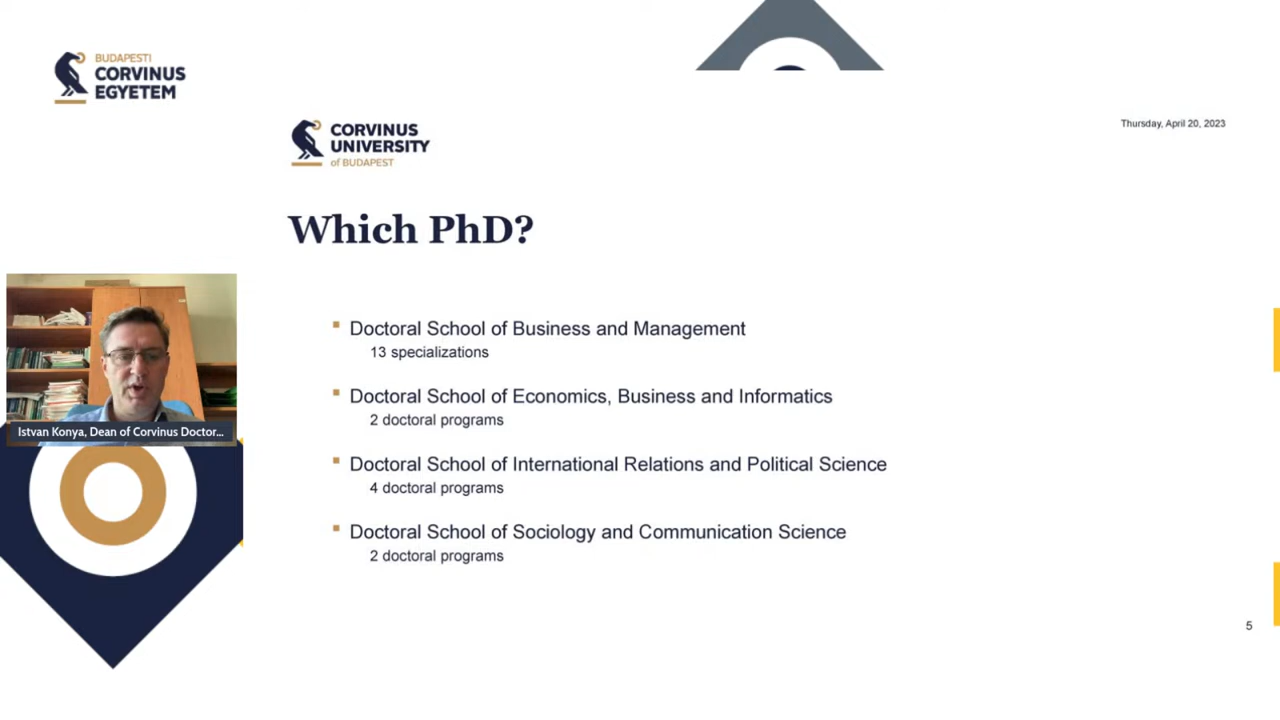 BUDAPESTI
CORVINUS
EGYETEM
CORVINUS
UNIVERSITY
of BUDAPEST
Thursday, April 20, 2023
Which PhD?
Doctoral School of Business and Management
13 specializations
Doctoral School of Economics, Business and Informatics
2 doctoral programs
Doctoral School of International Relations and Political Science
4 doctoral programs
Doctoral School of Sociology and Communication Science
2 doctoral programs
Istvan Konya, Dean of Corvinus Doctor...
5